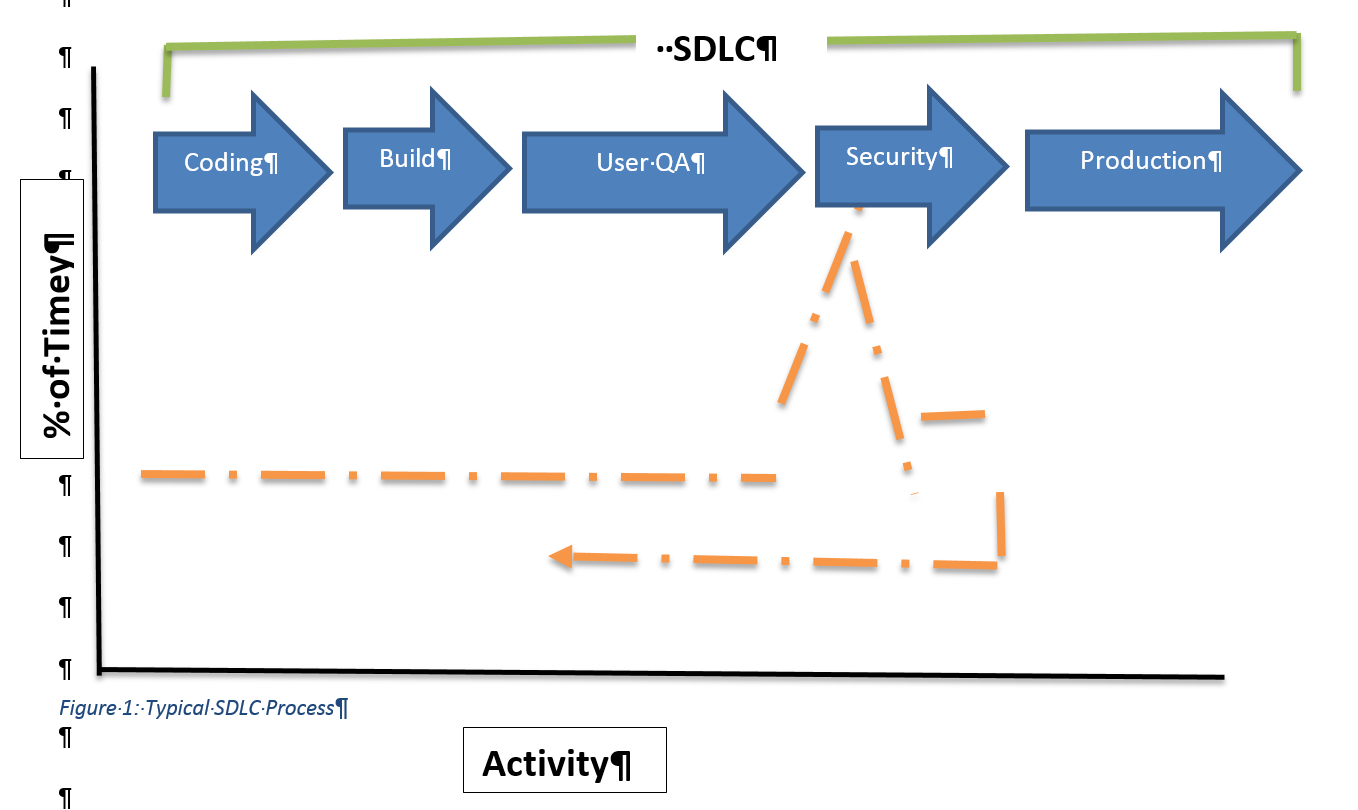 SDLC
Coding
Build
User QA
Security
Production
% of Timey
Figure 1: Typical SDLC Process
Activity